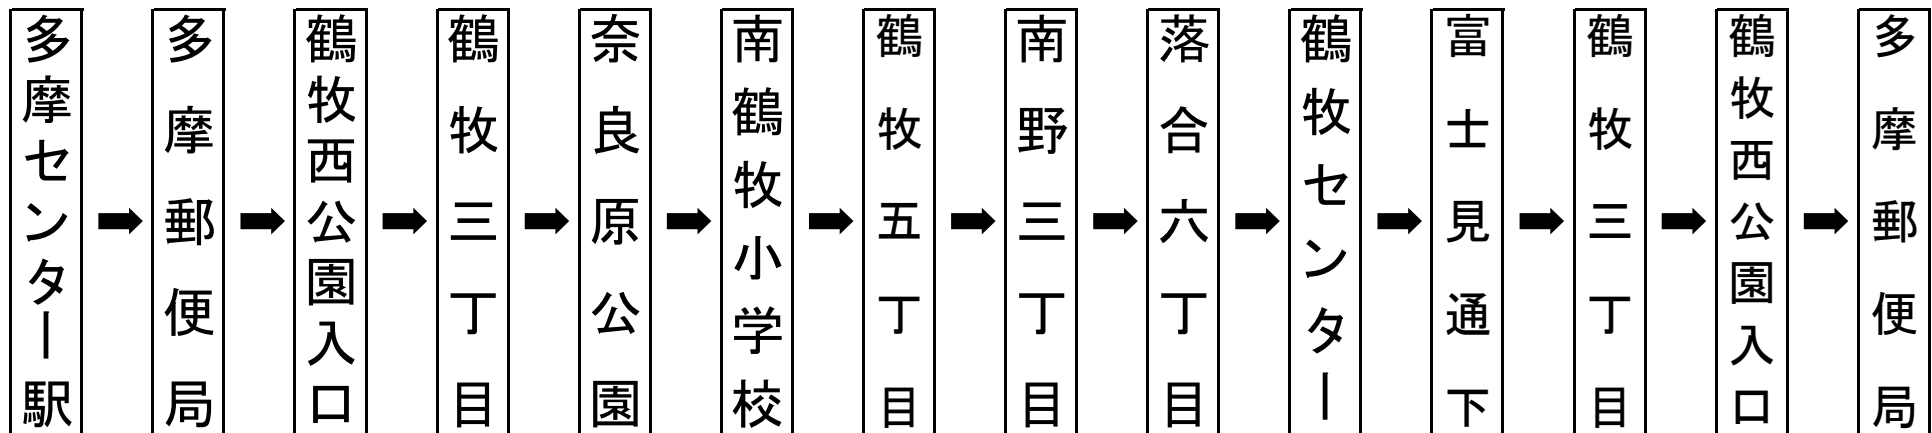 多摩センター駅
➡
多摩郵便局
➡
鶴牧西公園入口
➡
鶴牧三丁目
➡
奈良原公園
➡
南鶴牧小学校
➡
鶴牧五丁目
➡
南野三丁目
➡
落合六丁目
➡
鶴牧センター
➡
富士見通下
➡
鶴牧三丁目
➡
鶴牧西公園入口
➡
多摩郵便局